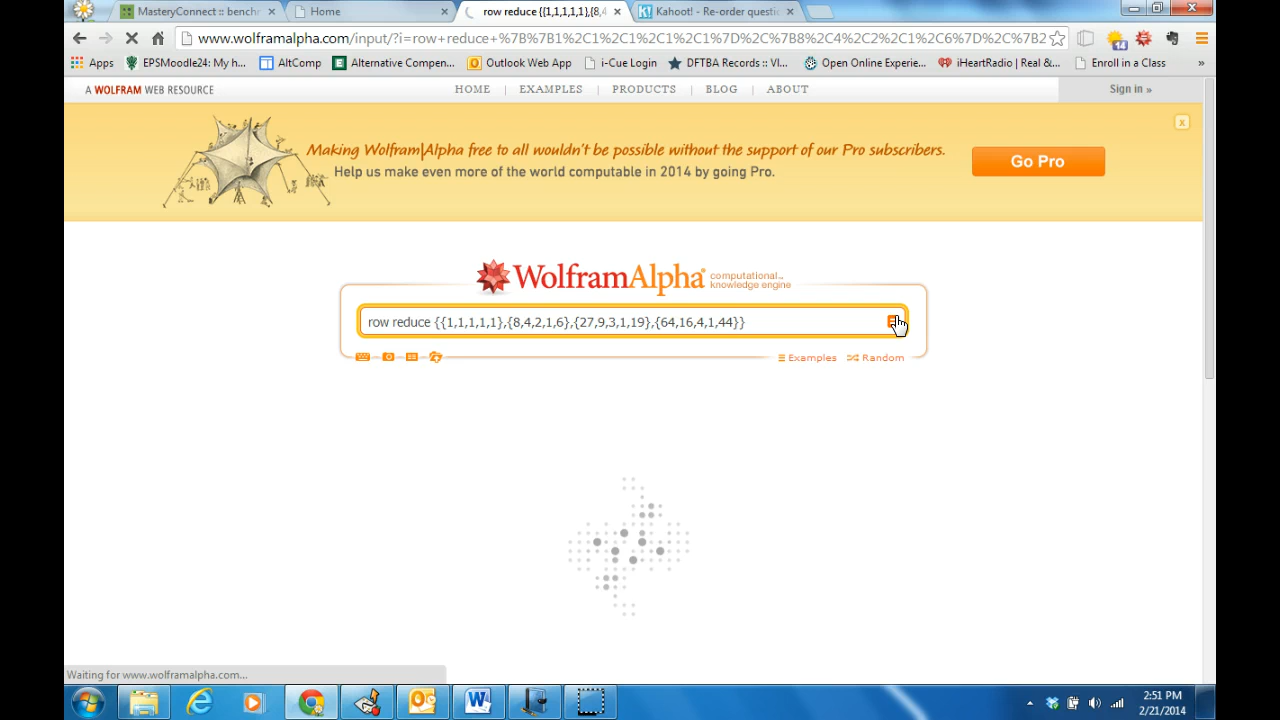 MasteryConnect :: bench
Home
row reduce {{1,1,1,1,1},{8,4
Kahoot! - Re-order questi
www.wolframalpha.com/input/?i=row+reduce+%7B%7B1%2C1%2C1%2C1%2C1%7D%2C%7B8%2C4%2C2%2C1%2C6%7D%2C%7B2
14
Apps
EPSMoodle24: My h...
AltComp
Alternative Compen...
Outlook Web App
i-Cue Login
DFTBA Records :: VI...
Open Online Experie...
iHeartRadio | Real &...
Enroll in a Class
»
A WOLFRAM WEB RESOURCE
HOME | EXAMPLES | PRODUCTS | BLOG | ABOUT
Sign in »
Making Wolfram|Alpha free to all wouldn't be possible without the support of our Pro subscribers.
Help us make even more of the world computable in 2014 by going Pro.
Go Pro
x
WolframAlpha computational knowledge engine
row reduce {{1,1,1,1,1},{8,4,2,1,6},{27,9,3,1,19},{64,16,4,1,44}}
Examples
Random
Waiting for www.wolframalpha.com...
2:51 PM
2/21/2014